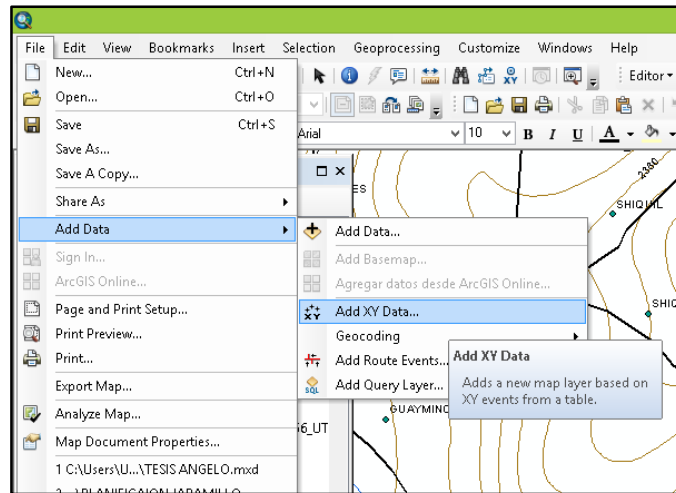 File Edit View Bookmarks Insert Selection Geoprocessing Customize Windows Help
New... Ctrl+N
Open... Ctrl+O
Editor
Save Ctrl+S
Arial 10 B I U A
Save As...
Save A Copy...
Share As
Add Data
Add Data...
Sign In...
Add Basemap...
ArcGIS Online...
Agregar datos desde ArcGIS Online...
Page and Print Setup...
Add XY Data...
Print Preview...
Geocoding
Print...
Add Route Events...
Export Map...
Add Query Layer...
Analyze Map...
Map Document Properties...
1 C:\Users\U...\TESIS ANGELO.mxd
Add XY Data
Adds a new map layer based on
XY events from a table.
ES
2380
SHIQUIL
SHIQ
GUAYMINC
56_UT